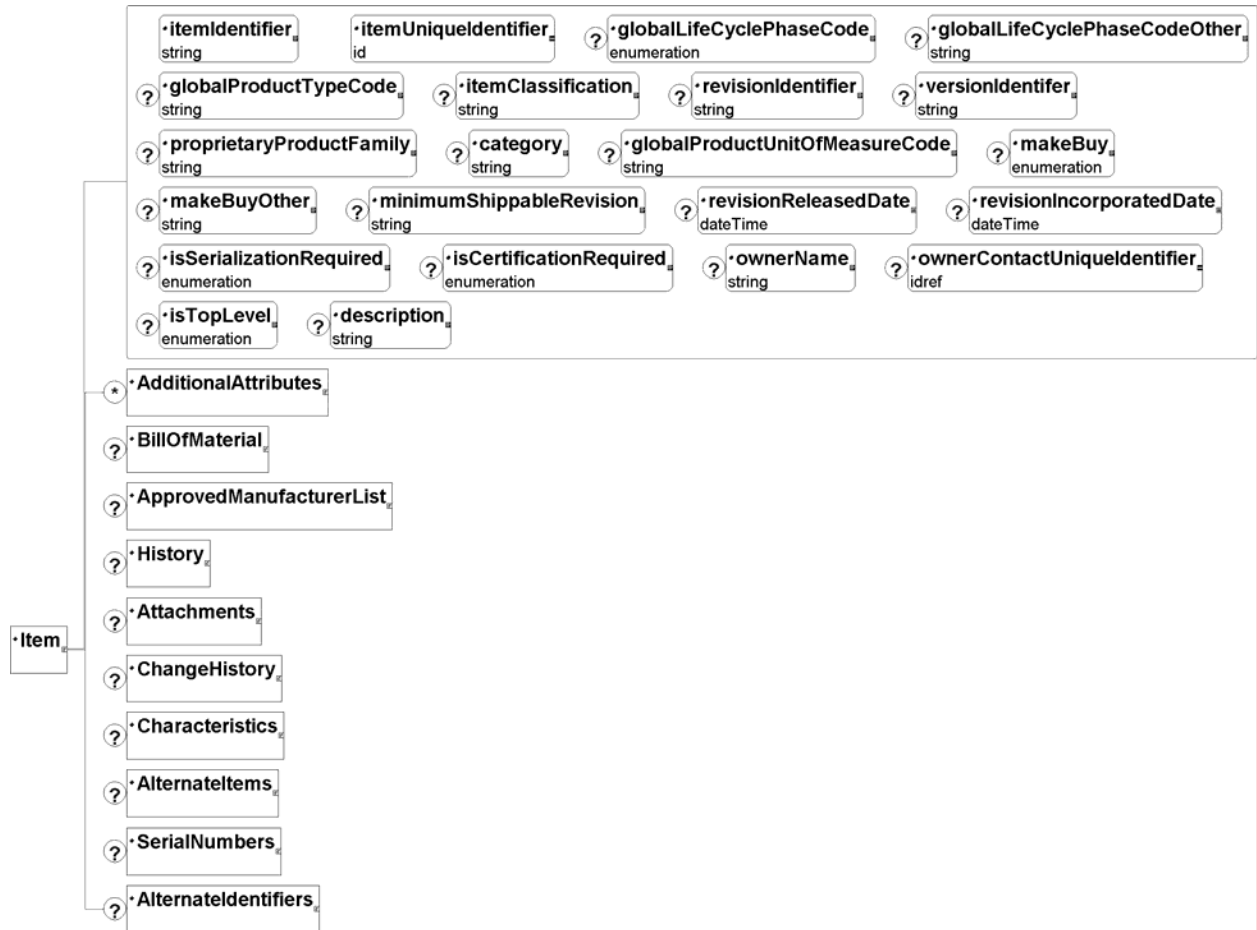 itemIdentifier itemUniqueIdentifier ? globalLifeCyclePhaseCode ? globalLifeCyclePhaseCodeOther
string id enumeration string
? globalProductTypeCode ? itemClassification ? revisionIdentifier ? versionIdentifer
string string string string
? proprietaryProductFamily ? category ? globalProductUnitOfMeasureCode ? makeBuy
string string string enumeration
? makeBuyOther ? minimumShippableRevision ? revisionReleasedDate ? revisionIncorporatedDate
string string dateTime dateTime
? isSerializationRequired ? isCertificationRequired ? ownerName ? ownerContactUniqueIdentifier
enumeration enumeration string idref
? isTopLevel ? description
enumeration string
* AdditionalAttributes
? BillOfMaterial
? ApprovedManufacturerList
? History
? Attachments
Item
? ChangeHistory
? Characteristics
? AlternateItems
? SerialNumbers
? AlternateIdentifiers